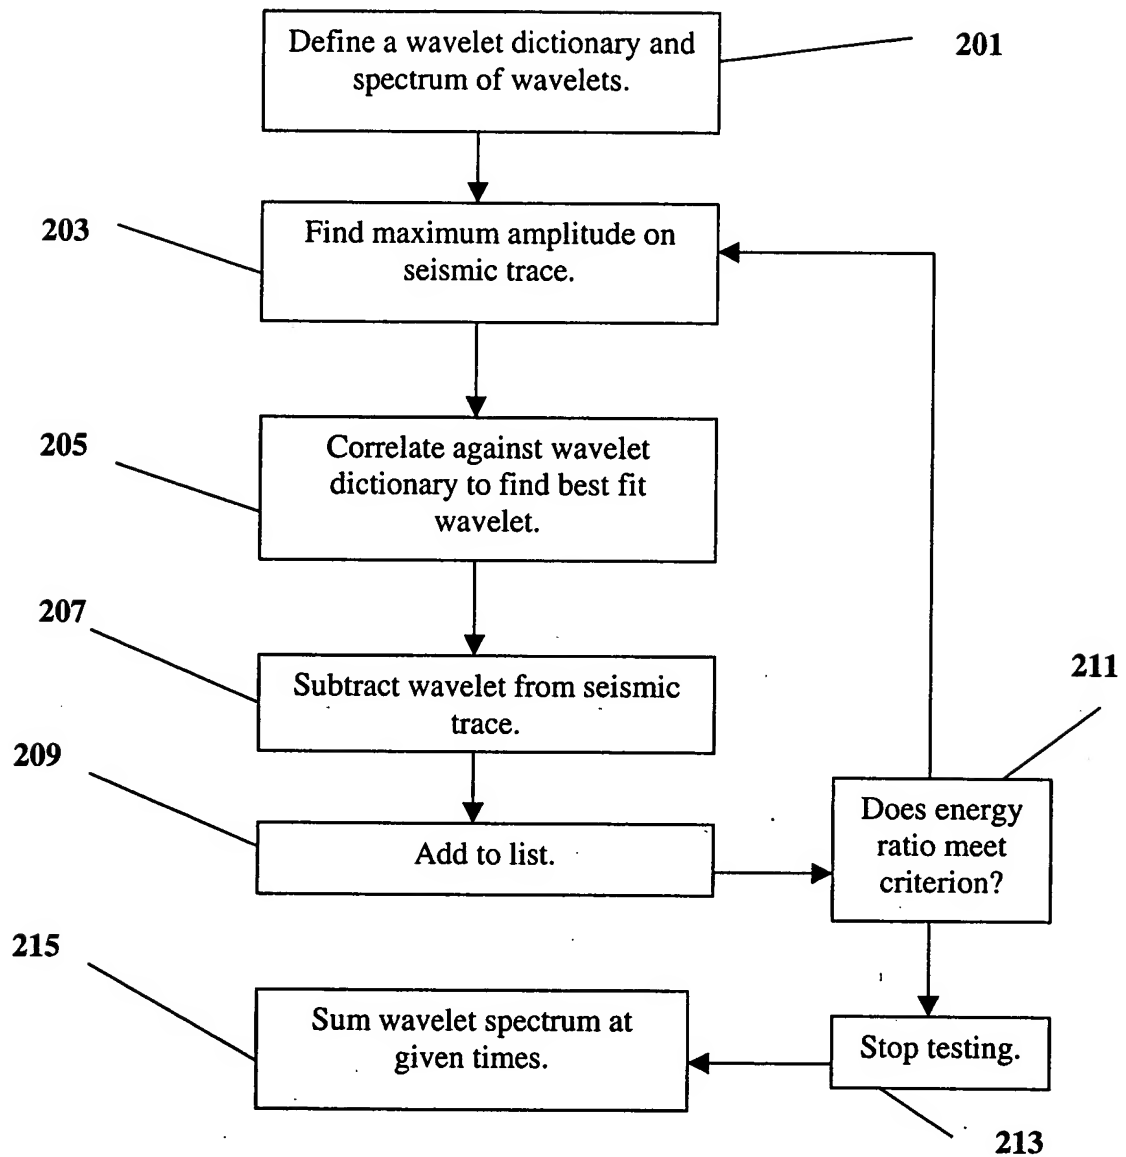 Define a wavelet dictionary and
spectrum of wavelets.
201
203
Find maximum amplitude on
seismic trace.
205
Correlate against wavelet
dictionary to find best fit
wavelet.
207
Subtract wavelet from seismic
trace.
209
Add to list.
211
Does energy
ratio meet
criterion?
215
Sum wavelet spectrum at
given times.
Stop testing.
213